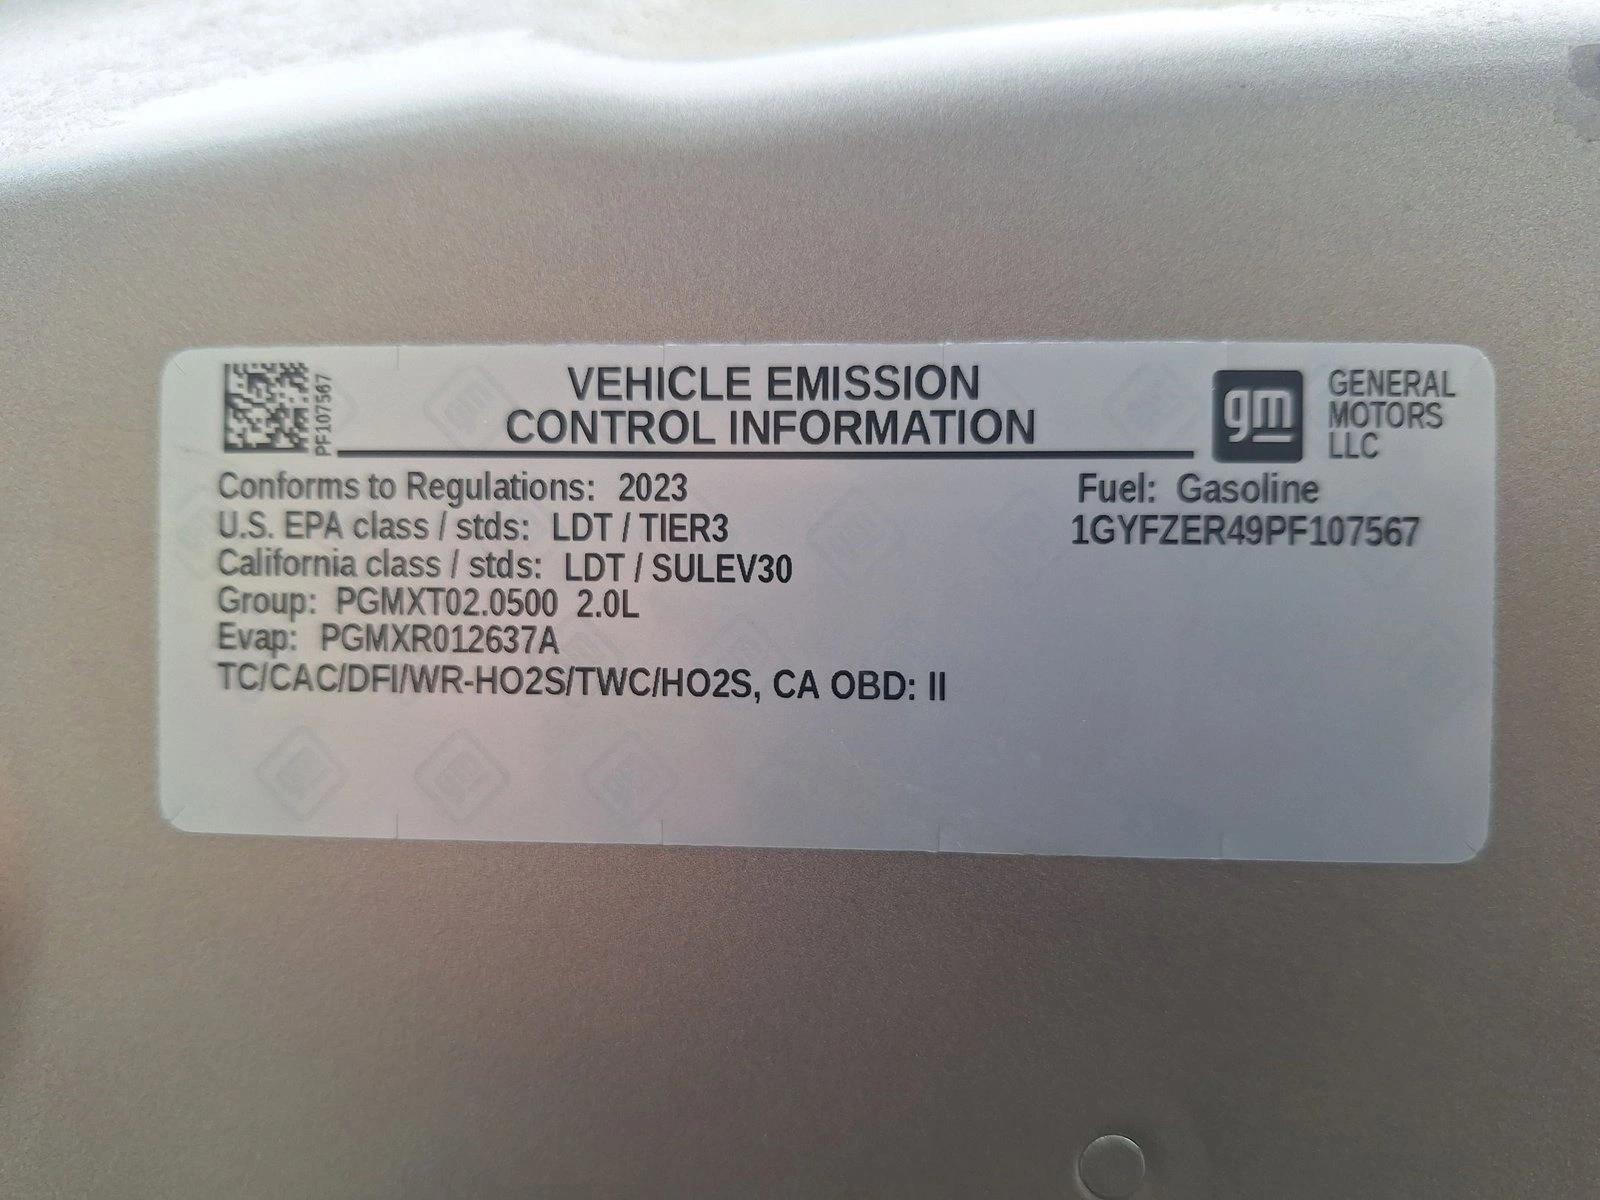 PF107567
VEHICLE EMISSION
CONTROL INFORMATION
gm
GENERAL
MOTORS
LLC
Conforms to Regulations: 2023
U.S. EPA class / stds: LDT / TIER3
California class / stds: LDT / SULEV30
Group: PGMXT02.0500 2.0L
Evap: PGMXR012637A
TC/CAC/DFI/WR-HO2S/TWC/HO2S, CA OBD: II
Fuel: Gasoline
1GYFZER49PF107567